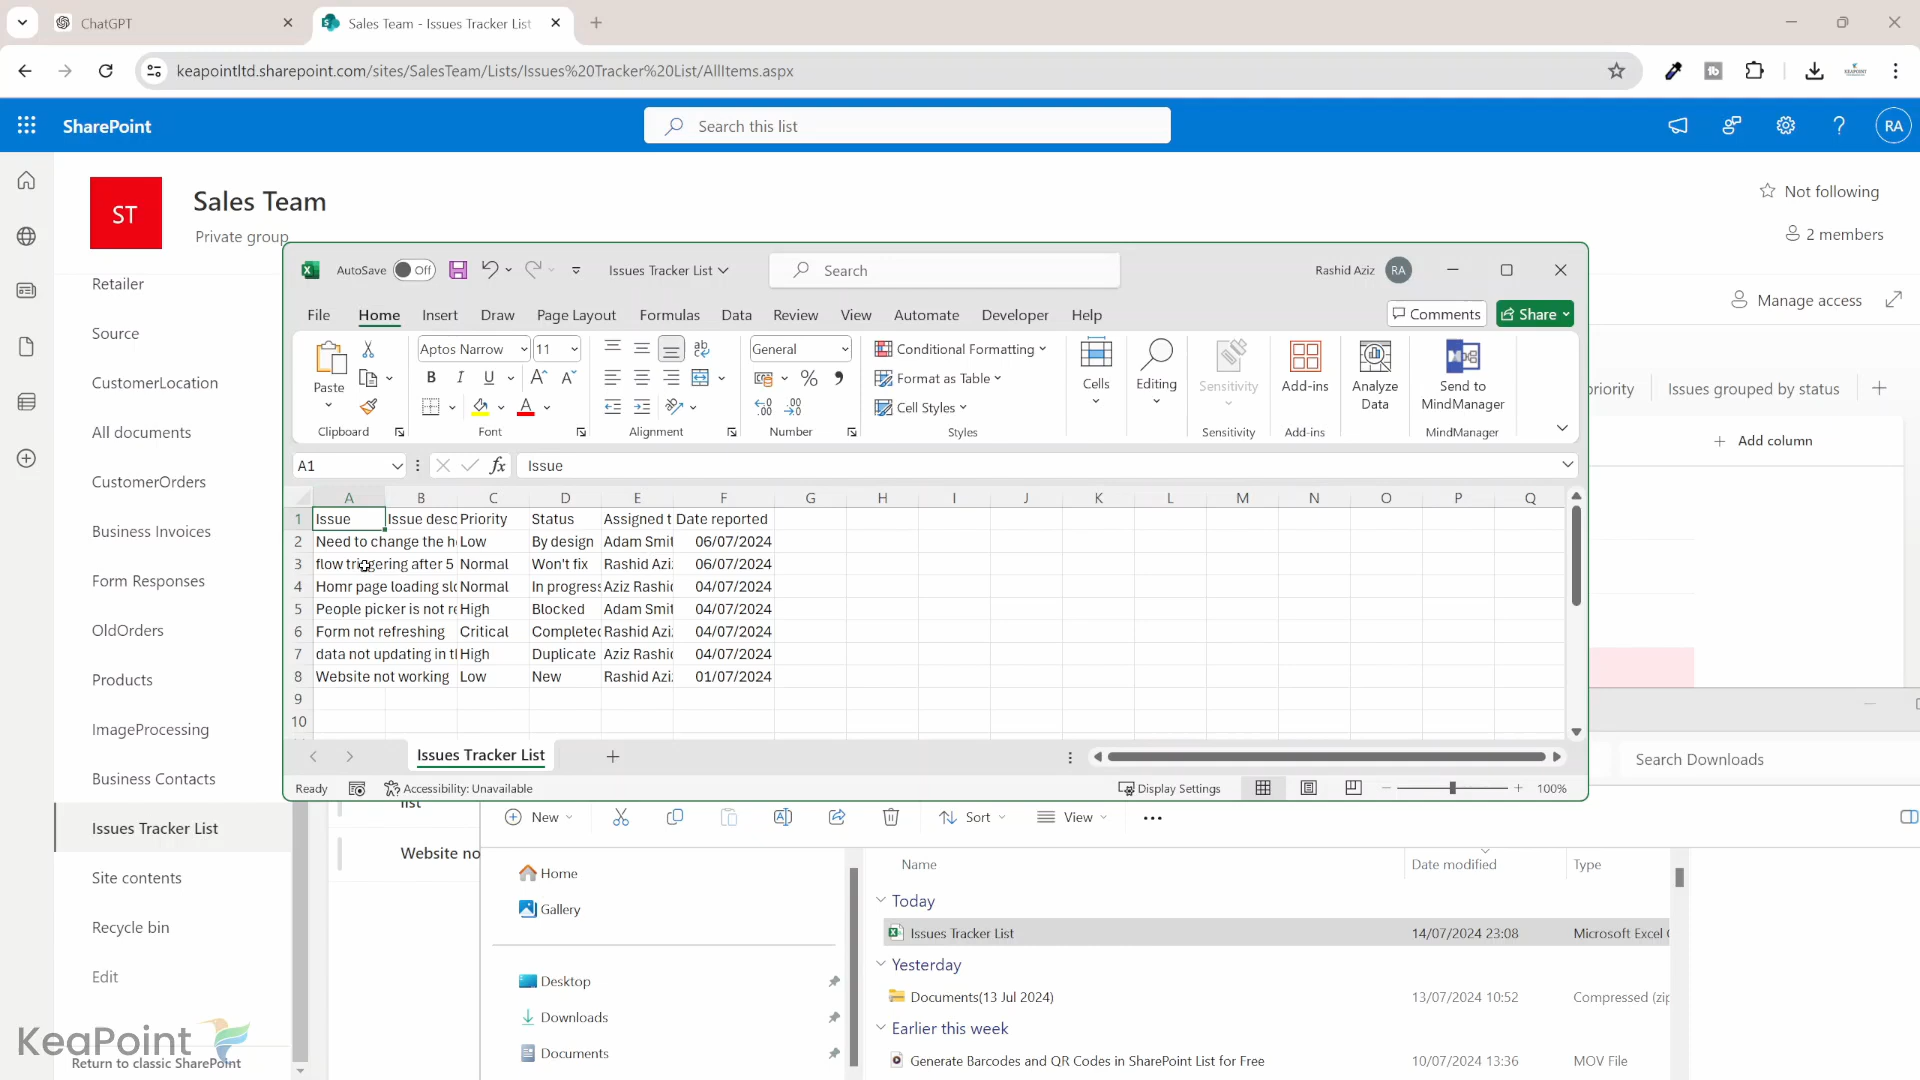 ChatGPT
Sales Team - Issues Tracker List
keapointltd.sharepoint.com/sites/SalesTeam/Lists/Issues%20Tracker%20List/AllItems.aspx
SharePoint
Search this list
RA
ST
Sales Team
Private group
Not following
2 members
Manage access
Retailer
Source
CustomerLocation
All documents
CustomerOrders
Business Invoices
Form Responses
OldOrders
Products
ImageProcessing
Business Contacts
Issues Tracker List
Site contents
Recycle bin
Edit
Return to classic SharePoint
KeaPoint
AutoSave Off
Issues Tracker List
Search
Rashid Aziz RA
File Home Insert Draw Page Layout Formulas Data Review View Automate Developer Help
Comments Share
Paste
Clipboard
Aptos Narrow 11
B I U
Font
Alignment
General
Number
Conditional Formatting
Format as Table
Cell Styles
Styles
Cells
Editing
Sensitivity
Sensitivity
Add-ins
Add-ins
Analyze Data
Send to MindManager
MindManager
A1 fx Issue
A B C D E F G H I J K L M N O P Q
1 Issue Issue desc Priority Status Assigned t Date reported
2 Need to change the h Low By design Adam Smit 06/07/2024
3 flow triggering after 5 Normal Won't fix Rashid Azi 06/07/2024
4 Homr page loading slo Normal In progress Aziz Rashid 04/07/2024
5 People picker is not re High Blocked Adam Smit 04/07/2024
6 Form not refreshing Critical Completed Rashid Azi 04/07/2024
7 data not updating in t High Duplicate Aziz Rashid 04/07/2024
8 Website not working Low New Rashid Azi 01/07/2024
9
10
Issues Tracker List
Ready Accessibility: Unavailable Display Settings 100%
priority Issues grouped by status
Add column
list
Website no
Search Downloads
New Sort View
Home
Gallery
Desktop
Downloads
Documents
Name Date modified Type
Today
Issues Tracker List 14/07/2024 23:08 Microsoft Excel
Yesterday
Documents(13 Jul 2024) 13/07/2024 10:52 Compressed (zip
Earlier this week
Generate Barcodes and QR Codes in SharePoint List for Free 10/07/2024 13:36 MOV File